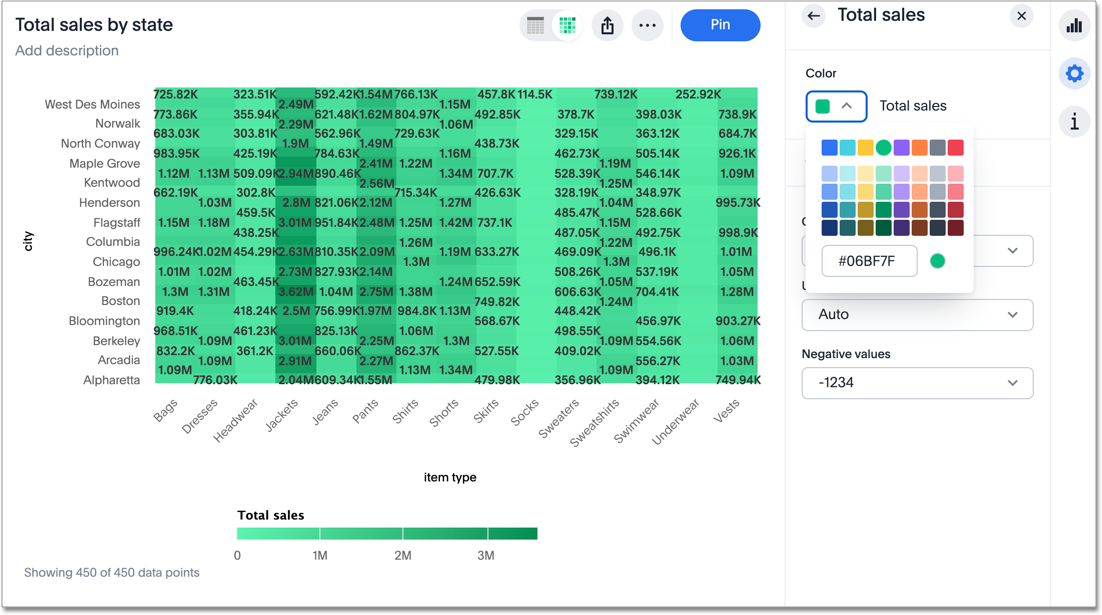 Total sales by state
Add description
Pin
Total sales
Color
Total sales
#06BF7F
Auto
Negative values
-1234
city
West Des Moines
Norwalk
North Conway
Maple Grove
Kentwood
Henderson
Flagstaff
Columbia
Chicago
Bozeman
Boston
Bloomington
Berkeley
Arcadia
Alpharetta
725.82K 323.51K 592.42K 1.54M 766.13K 457.8K 114.5K 739.12K 252.92K
2.49M 1.15M
773.86K 355.94K 621.48K 1.62M 804.97K 492.85K 378.7K 398.03K 738.9K
2.29M 1.06M
683.03K 303.81K 562.96K 729.63K 329.15K 363.12K 684.7K
1.9M 1.49M 438.73K
983.95K 425.19K 784.63K 1.16M 462.73K 505.14K 926.1K
2.41M 1.22M 1.19M
1.12M 1.13M 509.09K 2.94M 890.46K 1.34M 707.7K 528.39K 546.14K 1.09M
2.56M 1.25M
662.19K 302.8K 715.34K 426.63K 328.19K 348.97K
1.03M 2.8M 821.06K 2.12M 1.27M 1.04M 995.73K
459.5K 485.47K 528.66K
1.15M 1.18M 3.01M 951.84K 2.48M 1.25M 1.42M 737.1K 1.15M
438.25K 487.05K 492.75K 998.9K
1.26M 1.22M
996.24K 1.02M 454.29K 2.63M 810.35K 2.09M 1.19M 633.27K 469.09K 496.1K 1.01M
1.3M 1.3M
1.01M 1.02M 2.73M 827.93K 2.14M 508.26K 537.19K 1.05M
463.45K 1.24M 652.59K 1.05M
1.3M 1.31M 3.62M 1.04M 2.75M 1.38M 606.63K 704.41K 1.28M
749.82K 1.24M
919.4K 418.24K 2.5M 756.99K 1.97M 984.8K 1.13M 448.42K
568.67K 456.97K 903.27K
968.51K 461.23K 825.13K 1.06M 498.55K
1.09M 3.01M 2.25M 1.3M 1.09M 554.56K 1.06M
832.2K 361.2K 660.06K 862.37K 527.55K 409.02K
1.09M 2.91M 2.27M 556.27K 1.03M
1.09M 1.13M 1.34M 1.09M
776.03K 2.04M 609.34K 1.55M 479.98K 356.96K 394.12K 749.94K
Bags Dresses Headwear Jackets Jeans Pants Shirts Shorts Skirts Socks Sweaters Sweatshirts Swimwear Underwear Vests
item type
Total sales
0 1M 2M 3M
Showing 450 of 450 data points